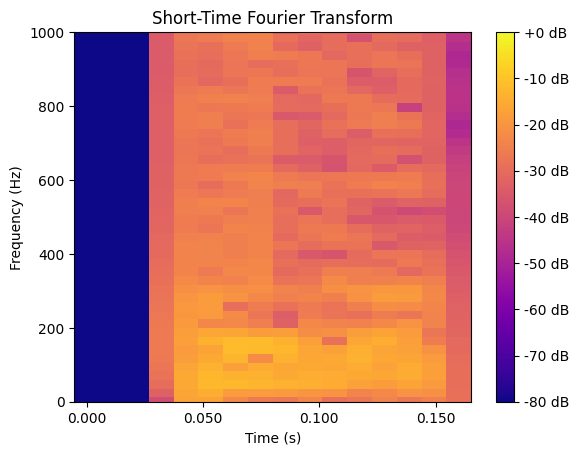 Short-Time Fourier Transform
1000
800
600
400
200
0
Frequency (Hz)
0.000
0.050
0.100
0.150
Time (s)
+0 dB
-10 dB
-20 dB
-30 dB
-40 dB
-50 dB
-60 dB
-70 dB
-80 dB